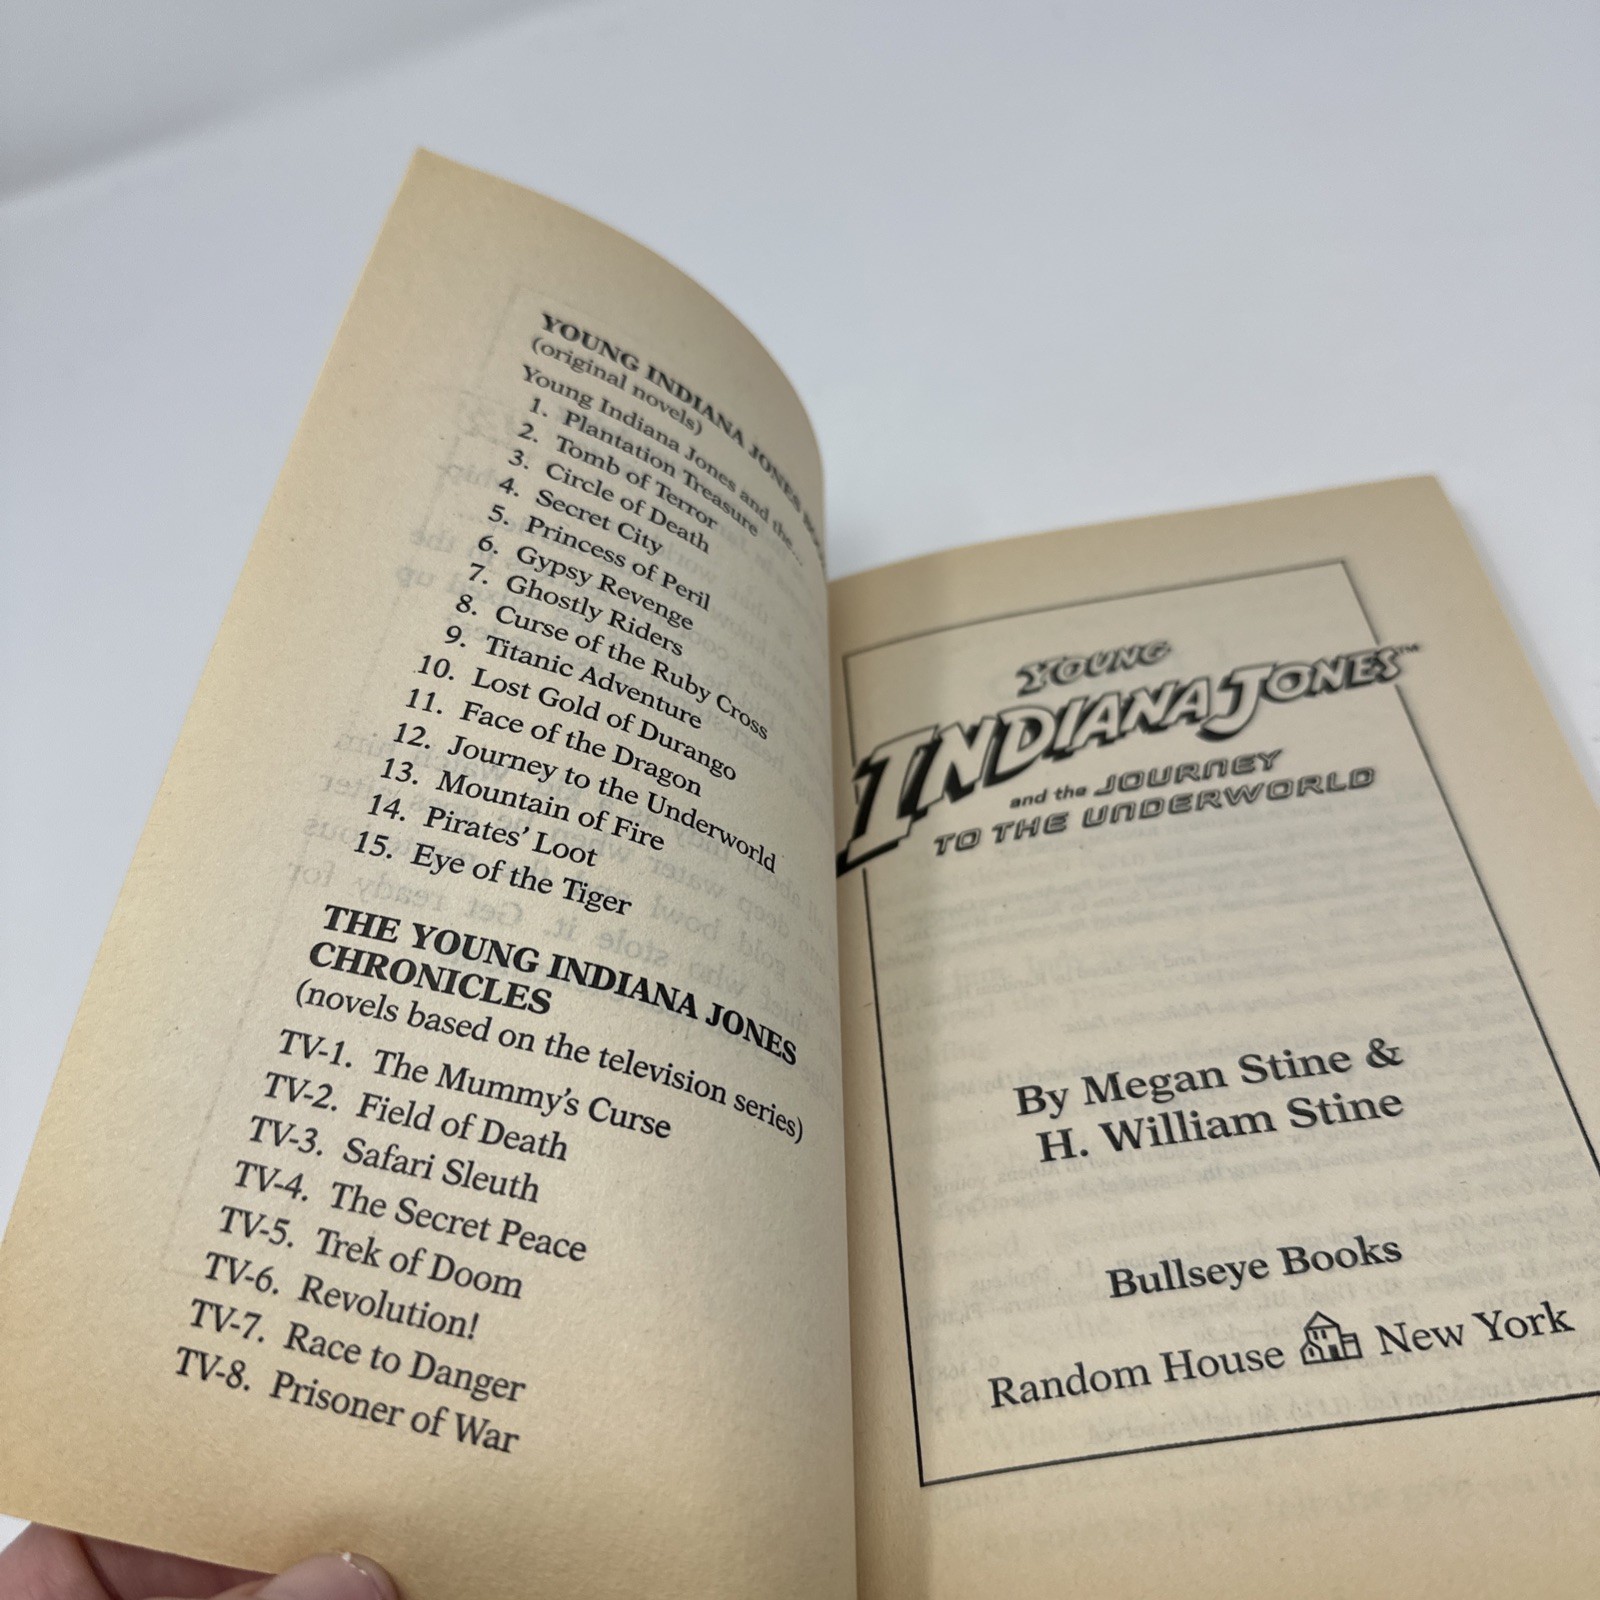 YOUNG INDIANA JONES
(original novels)
Young Indiana Jones and the...
1. Plantation Treasure
2. Tomb of Terror
3. Circle of Death
4. Secret City
5. Princess of Peril
6. Gypsy Revenge
7. Ghostly Riders
8. Curse of the Ruby Cross
9. Titanic Adventure
10. Lost Gold of Durango
11. Face of the Dragon
12. Journey to the Underworld
13. Mountain of Fire
14. Pirates’ Loot
15. Eye of the Tiger
THE YOUNG INDIANA JONES
CHRONICLES
(novels based on the television series)
TV-1. The Mummy’s Curse
TV-2. Field of Death
TV-3. Safari Sleuth
TV-4. The Secret Peace
TV-5. Trek of Doom
TV-6. Revolution!
TV-7. Race to Danger
TV-8. Prisoner of War
YOUNG
INDIANA JONES™
and the JOURNEY
TO THE UNDERWORLD
By Megan Stine &
H. William Stine
Bullseye Books
Random House New York